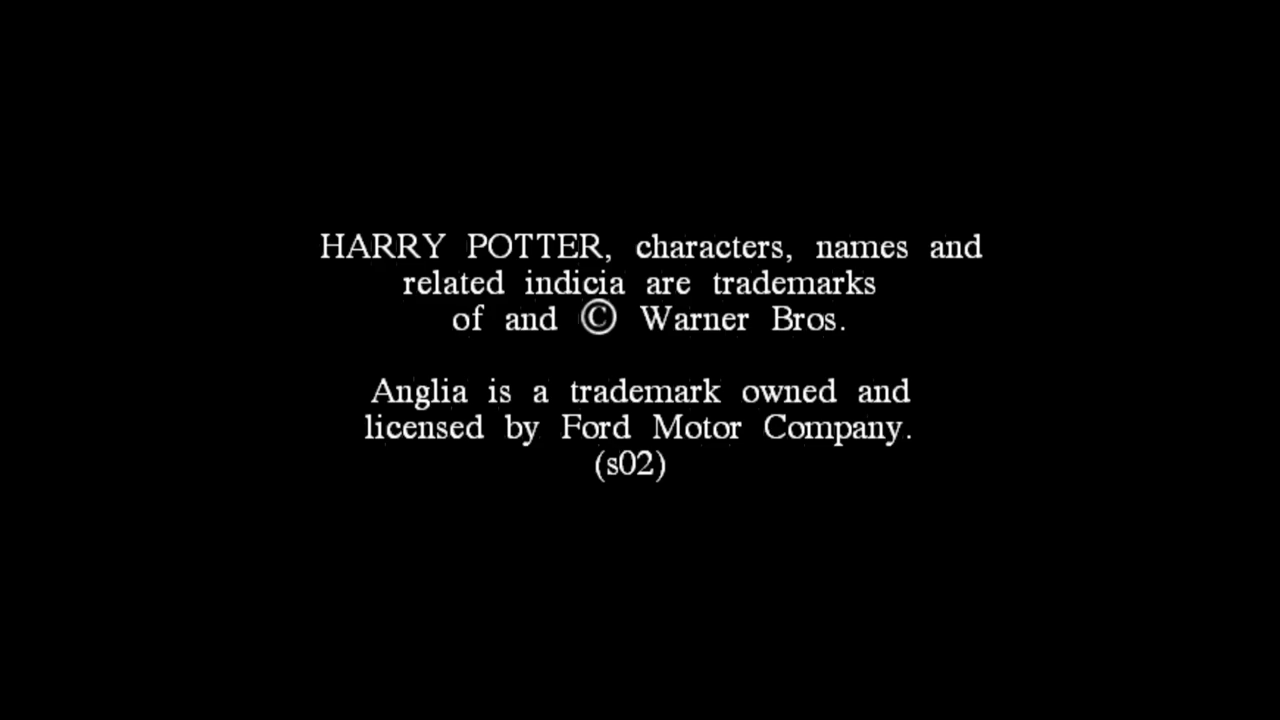 HARRY POTTER, characters, names and
related indicia are trademarks
of and © Warner Bros.
Anglia is a trademark owned and
licensed by Ford Motor Company.
(s02)